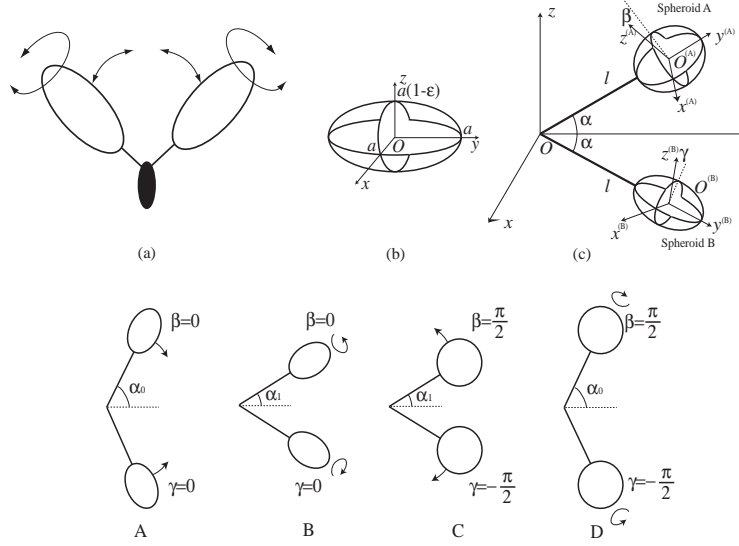 (a)
z
a(1-ε)
a
O
a
y
x
(b)
z
Spheroid A
β
z(A)
y(A)
O(A)
x(A)
l
α
α
O
l
z(B)
γ
O(B)
x(B)
y(B)
Spheroid B
x
(c)
β=0
α0
γ=0
A
β=0
α1
γ=0
B
β=π/2
α1
γ=-π/2
C
β=π/2
α0
γ=-π/2
D